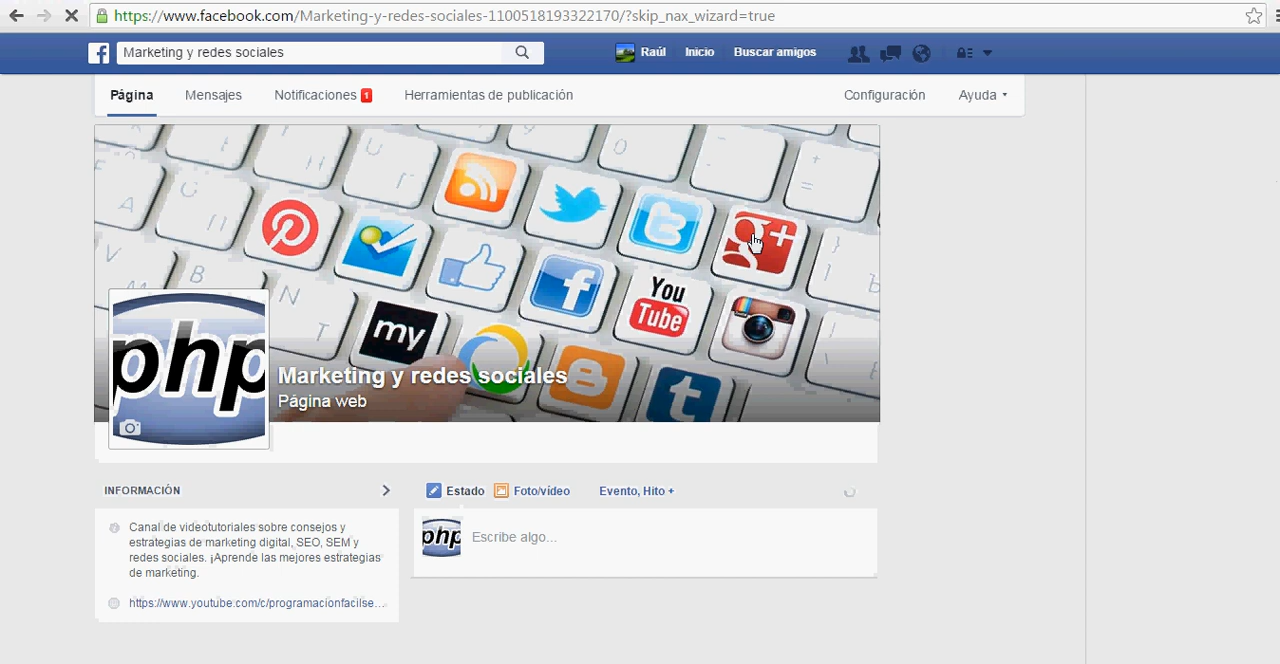 https://www.facebook.com/Marketing-y-redes-sociales-1100518193322170/?skip_nax_wizard=true
Marketing y redes sociales
Raúl Inicio Buscar amigos
Página Mensajes Notificaciones 1 Herramientas de publicación Configuración Ayuda
You
Tube
my
php
Marketing y redes sociales
Página web
INFORMACIÓN
Estado Foto/vídeo Evento, Hito +
Canal de videotutoriales sobre consejos y
estrategias de marketing digital, SEO, SEM y
redes sociales. ¡Aprende las mejores estrategias
de marketing.
https://www.youtube.com/c/programacionfacilse...
php
Escribe algo...